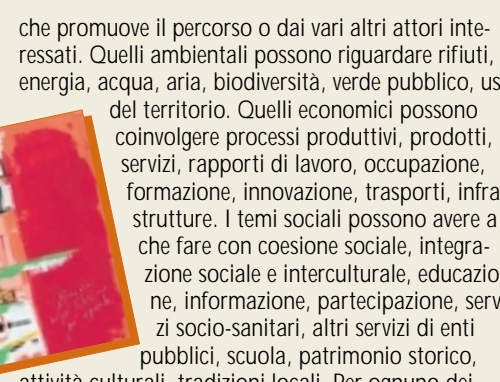 che promuove il percorso o dai vari altri attori inte-
ressati. Quelli ambientali possono riguardare rifiuti,
energia, acqua, aria, biodiversità, verde pubblico, us
del territorio. Quelli economici possono
coinvolgere processi produttivi, prodotti,
servizi, rapporti di lavoro, occupazione,
formazione, innovazione, trasporti, infra
strutture. I temi sociali possono avere a
che fare con coesione sociale, integra-
zione sociale e interculturale, educazio
ne, informazione, partecipazione, serv
zi socio-sanitari, altri servizi di enti
pubblici, scuola, patrimonio storico,
attività culturali, tradizioni locali. Per ognuno dei